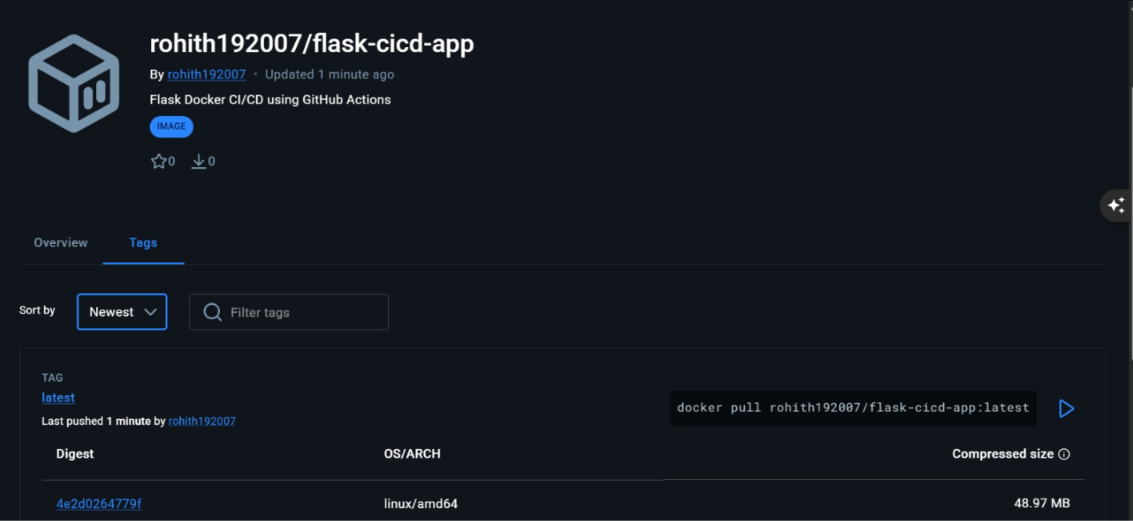 rohith192007/flask-cicd-app
By rohith192007 · Updated 1 minute ago
Flask Docker CI/CD using GitHub Actions
IMAGE
0 0
Overview Tags
Sort by Newest Filter tags
TAG
latest
Last pushed 1 minute by rohith192007
docker pull rohith192007/flask-cicd-app:latest
Digest OS/ARCH Compressed size
4e2d0264779f linux/amd64 48.97 MB